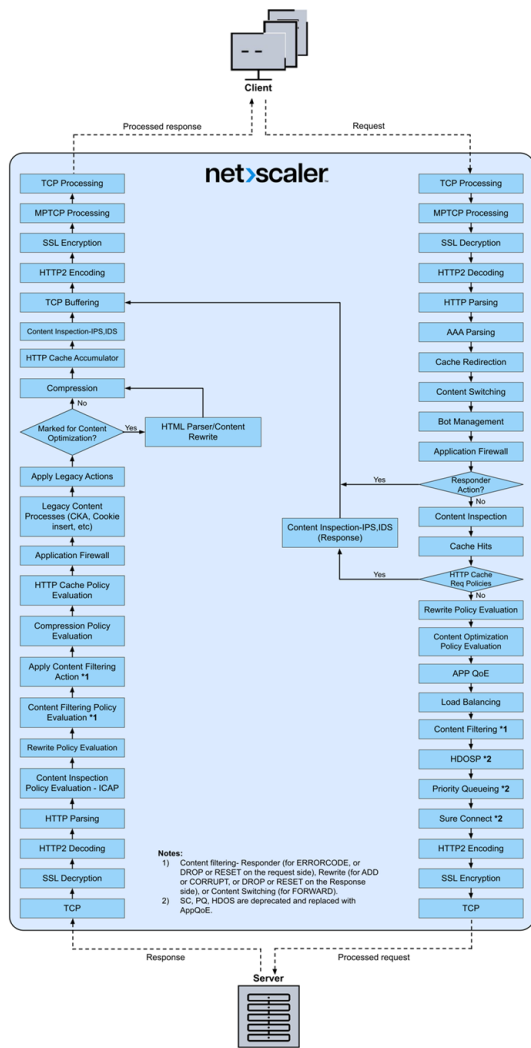 Client
Processed response
Request
net>scaler™
TCP Processing
MPTCP Processing
SSL Encryption
HTTP2 Encoding
TCP Buffering
Content Inspection-IPS,IDS
HTTP Cache Accumulator
Compression
No
Marked for Content
Optimization?
Yes
HTML Parser/Content
Rewrite
Apply Legacy Actions
Legacy Content
Processes (CKA, Cookie
insert, etc)
Application Firewall
HTTP Cache Policy
Evaluation
Compression Policy
Evaluation
Apply Content Filtering
Action *1
Content Filtering Policy
Evaluation *1
Rewrite Policy Evaluation
Content Inspection
Policy Evaluation - ICAP
HTTP Parsing
HTTP2 Decoding
SSL Decryption
TCP
TCP Processing
MPTCP Processing
SSL Decryption
HTTP2 Decoding
HTTP Parsing
AAA Parsing
Cache Redirection
Content Switching
Bot Management
Application Firewall
Responder
Action?
Yes
No
Content Inspection-IPS,IDS
(Response)
Content Inspection
Cache Hits
HTTP Cache
Req Policies
Yes
No
Rewrite Policy Evaluation
Content Optimization
Policy Evaluation
APP QoE
Load Balancing
Content Filtering *1
HDOSP *2
Priority Queueing *2
Sure Connect *2
HTTP2 Encoding
SSL Encryption
TCP
Notes:
1) Content filtering- Responder (for ERRORCODE, or
DROP or RESET on the request side), Rewrite (for ADD
or CORRUPT, or DROP or RESET on the Response
side), or Content Switching (for FORWARD).
2) SC, PQ, HDOS are deprecated and replaced with
AppQoE.
Response
Processed request
Server